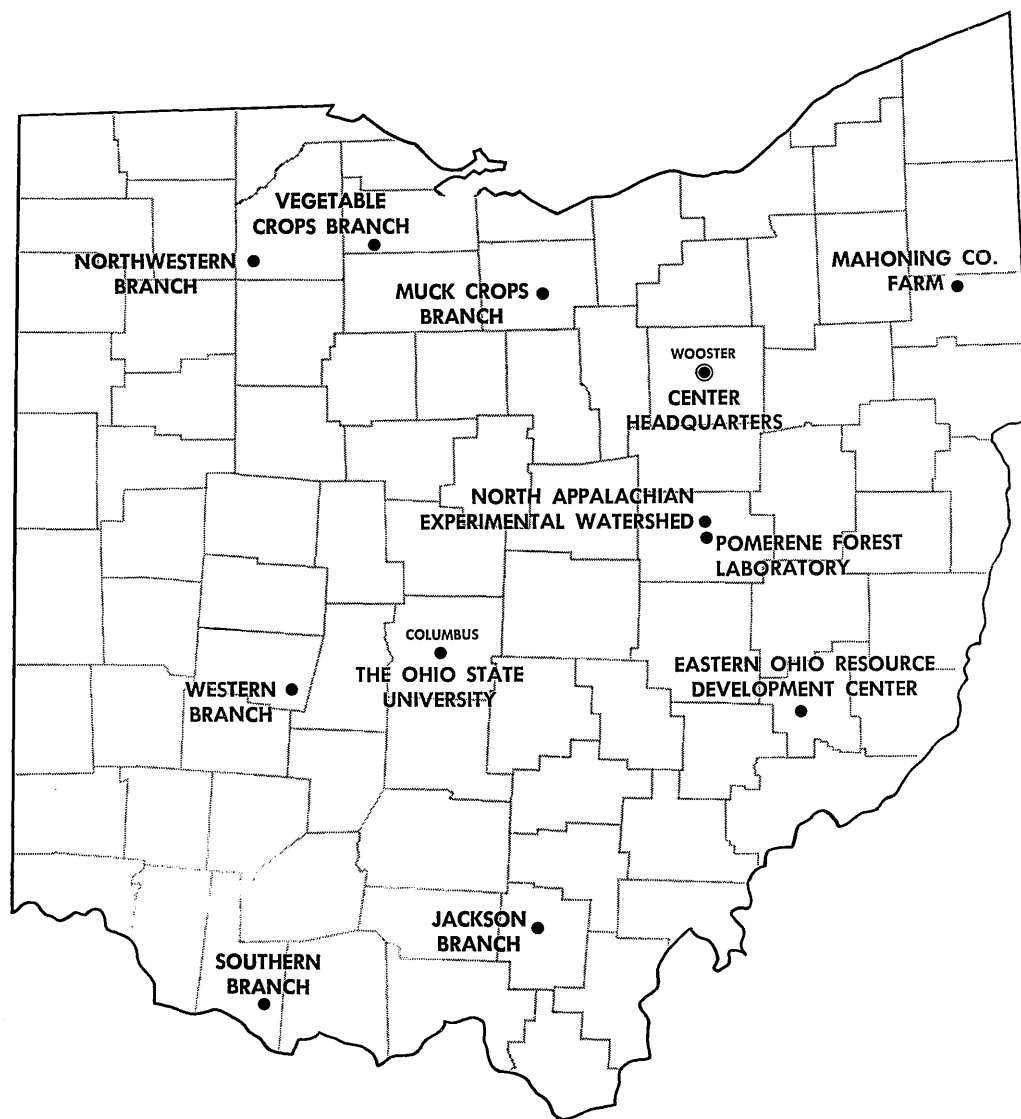 VEGETABLE
CROPS BRANCH
NORTHWESTERN
BRANCH
MUCK CROPS
BRANCH
MAHONING CO.
FARM
WOOSTER
CENTER
HEADQUARTERS
NORTH APPALACHIAN
EXPERIMENTAL WATERSHED
POMERENE FOREST
LABORATORY
COLUMBUS
THE OHIO STATE
UNIVERSITY
EASTERN OHIO RESOURCE
DEVELOPMENT CENTER
WESTERN
BRANCH
JACKSON
BRANCH
SOUTHERN
BRANCH